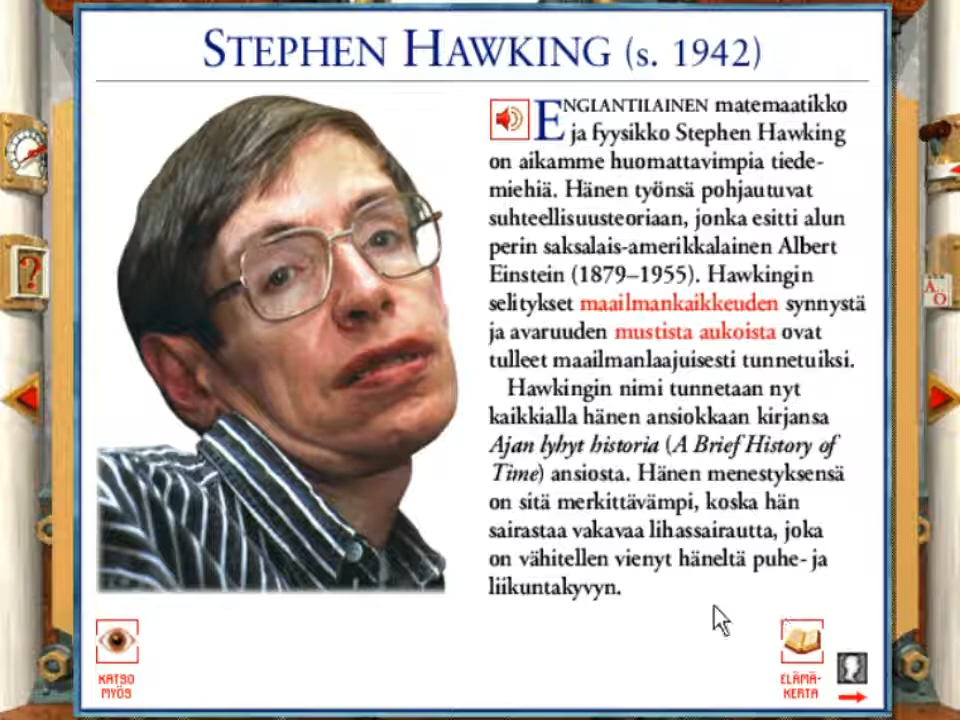 STEPHEN HAWKING (s. 1942)
ENGLANTILAINEN matemaatikko
ja fyysikko Stephen Hawking
on aikamme huomattavimpia tiede-
miehiä. Hänen työnsä pohjautuvat
suhteellisuusteoriaan, jonka esitti alun
perin saksalais-amerikkalainen Albert
Einstein (1879–1955). Hawkingin
selitykset maailmankaikkeuden synnystä
ja avaruuden mustista aukoista ovat
tulleet maailmanlaajuisesti tunnetuiksi.
Hawkingin nimi tunnetaan nyt
kaikkialla hänen ansiokkaan kirjansa
Ajan lyhyt historia (A Brief History of
Time) ansiosta. Hänen menestyksensä
on sitä merkittävämpi, koska hän
sairastaa vakavaa lihassairautta, joka
on vähitellen vienyt häneltä puhe- ja
liikuntakyvyn.
KATSO
MYÖS
ELÄMÄ-
KERTA
?
A..
Ö